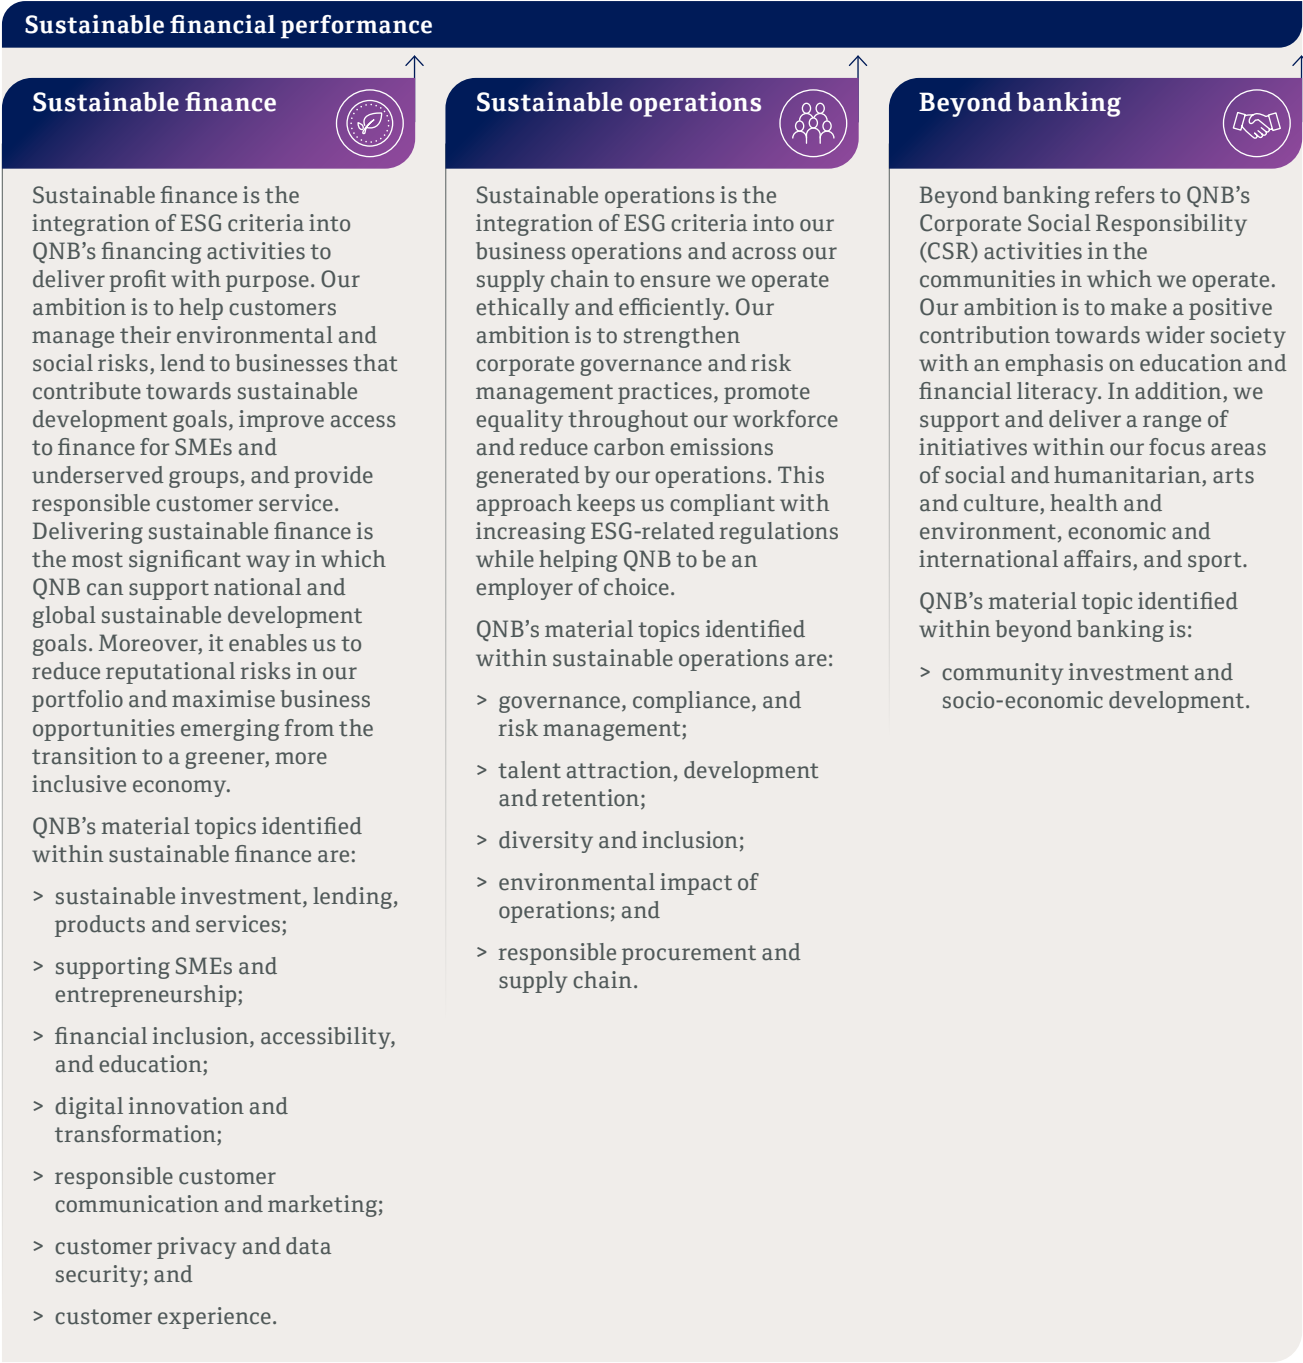 Sustainable financial performance
Sustainable finance
Sustainable finance is the
integration of ESG criteria into
QNB’s financing activities to
deliver profit with purpose. Our
ambition is to help customers
manage their environmental and
social risks, lend to businesses that
contribute towards sustainable
development goals, improve access
to finance for SMEs and
underserved groups, and provide
responsible customer service.
Delivering sustainable finance is
the most significant way in which
QNB can support national and
global sustainable development
goals. Moreover, it enables us to
reduce reputational risks in our
portfolio and maximise business
opportunities emerging from the
transition to a greener, more
inclusive economy.
QNB’s material topics identified
within sustainable finance are:
> sustainable investment, lending,
products and services;
> supporting SMEs and
entrepreneurship;
> financial inclusion, accessibility,
and education;
> digital innovation and
transformation;
> responsible customer
communication and marketing;
> customer privacy and data
security; and
> customer experience.
Sustainable operations
Sustainable operations is the
integration of ESG criteria into our
business operations and across our
supply chain to ensure we operate
ethically and efficiently. Our
ambition is to strengthen
corporate governance and risk
management practices, promote
equality throughout our workforce
and reduce carbon emissions
generated by our operations. This
approach keeps us compliant with
increasing ESG-related regulations
while helping QNB to be an
employer of choice.
QNB’s material topics identified
within sustainable operations are:
> governance, compliance, and
risk management;
> talent attraction, development
and retention;
> diversity and inclusion;
> environmental impact of
operations; and
> responsible procurement and
supply chain.
Beyond banking
Beyond banking refers to QNB’s
Corporate Social Responsibility
(CSR) activities in the
communities in which we operate.
Our ambition is to make a positive
contribution towards wider society
with an emphasis on education and
financial literacy. In addition, we
support and deliver a range of
initiatives within our focus areas
of social and humanitarian, arts
and culture, health and
environment, economic and
international affairs, and sport.
QNB’s material topic identified
within beyond banking is:
> community investment and
socio-economic development.